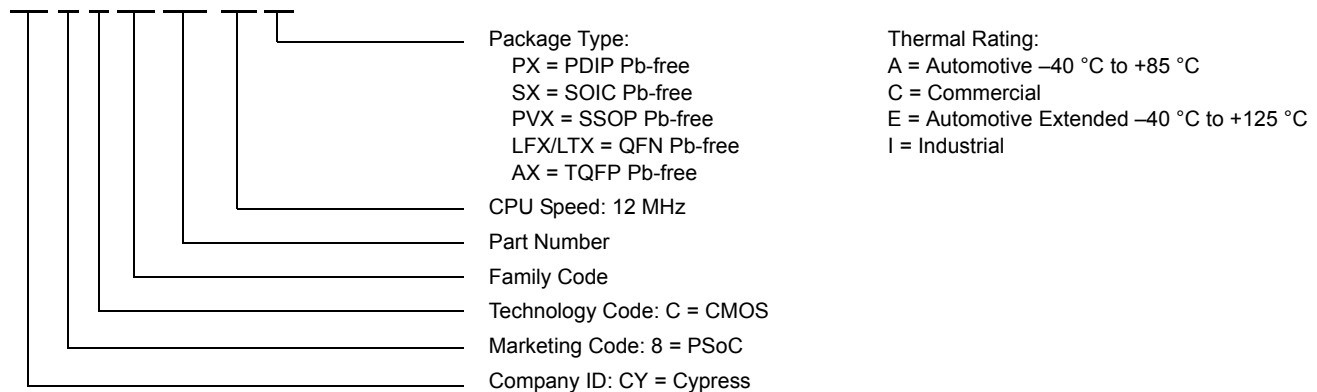 Package Type:
PX = PDIP Pb-free
SX = SOIC Pb-free
PVX = SSOP Pb-free
LFX/LTX = QFN Pb-free
AX = TQFP Pb-free
CPU Speed: 12 MHz
Part Number
Family Code
Technology Code: C = CMOS
Marketing Code: 8 = PSoC
Company ID: CY = Cypress
Thermal Rating:
A = Automotive –40 °C to +85 °C
C = Commercial
E = Automotive Extended –40 °C to +125 °C
I = Industrial